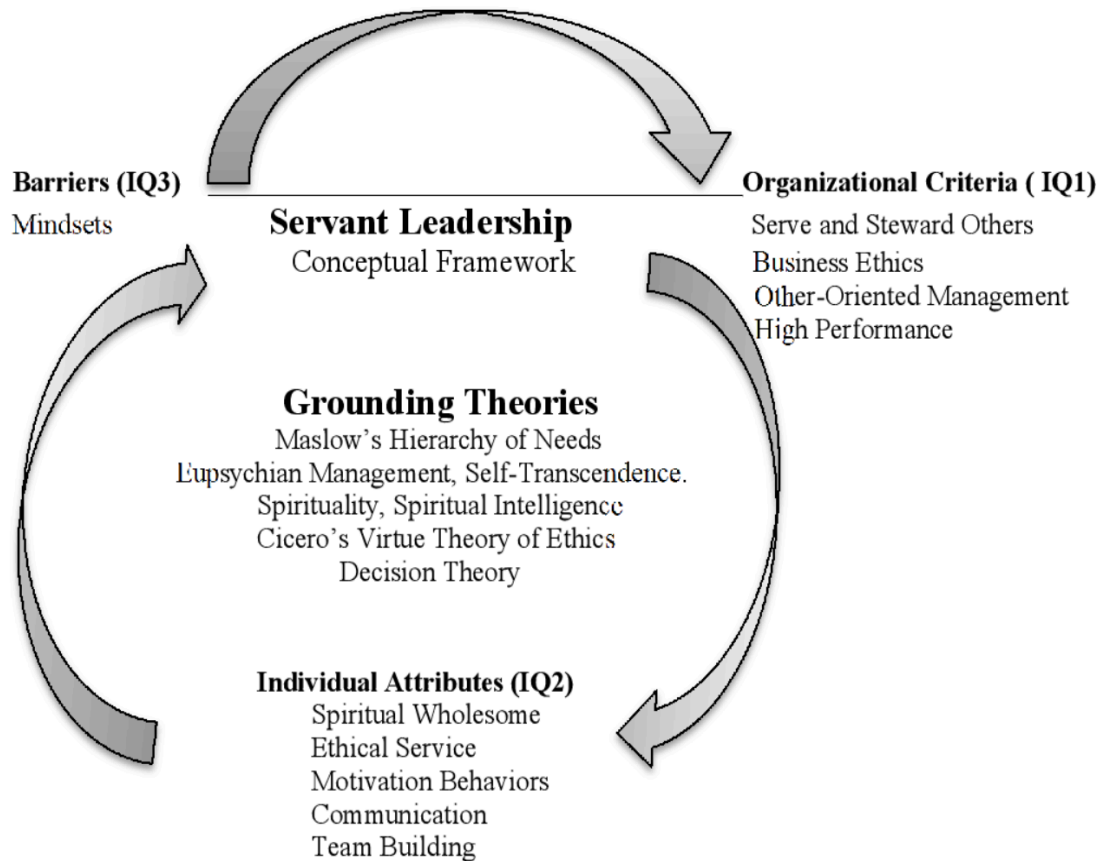 Barriers (IQ3)
Mindsets
Organizational Criteria ( IQ1)
Serve and Steward Others
Business Ethics
Other-Oriented Management
High Performance
Servant Leadership
Conceptual Framework
Grounding Theories
Maslow’s Hierarchy of Needs
Eupsychian Management, Self-Transcendence.
Spirituality, Spiritual Intelligence
Cicero’s Virtue Theory of Ethics
Decision Theory
Individual Attributes (IQ2)
Spiritual Wholesome
Ethical Service
Motivation Behaviors
Communication
Team Building